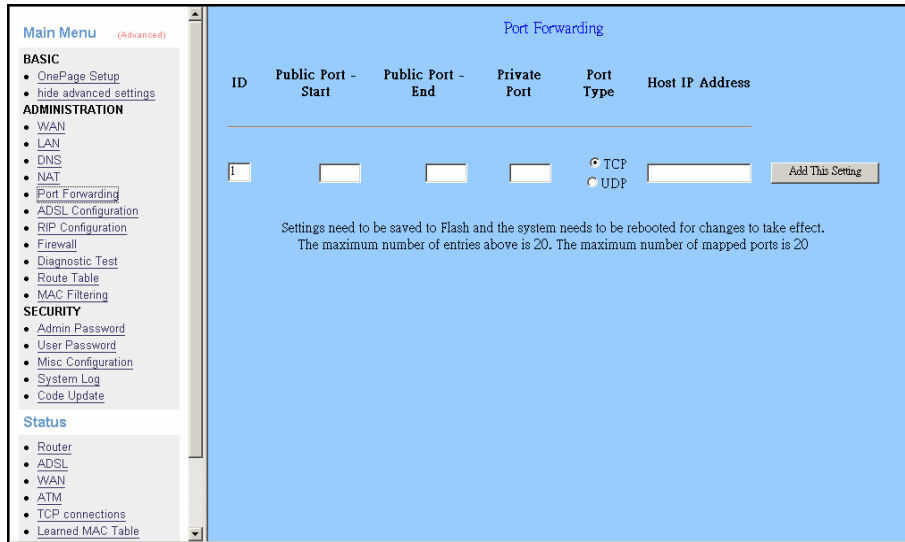 Main Menu (Advanced)
BASIC
OnePage Setup
hide advanced settings
ADMINISTRATION
WAN
LAN
DNS
NAT
Port Forwarding
ADSL Configuration
RIP Configuration
Firewall
Diagnostic Test
Route Table
MAC Filtering
SECURITY
Admin Password
User Password
Misc Configuration
System Log
Code Update
Status
Router
ADSL
WAN
ATM
TCP connections
Learned MAC Table
Port Forwarding
ID Public Port - Start Public Port - End Private Port Port Type Host IP Address
1 TCP UDP Add This Setting
Settings need to be saved to Flash and the system needs to be rebooted for changes to take effect.
The maximum number of entries above is 20. The maximum number of mapped ports is 20